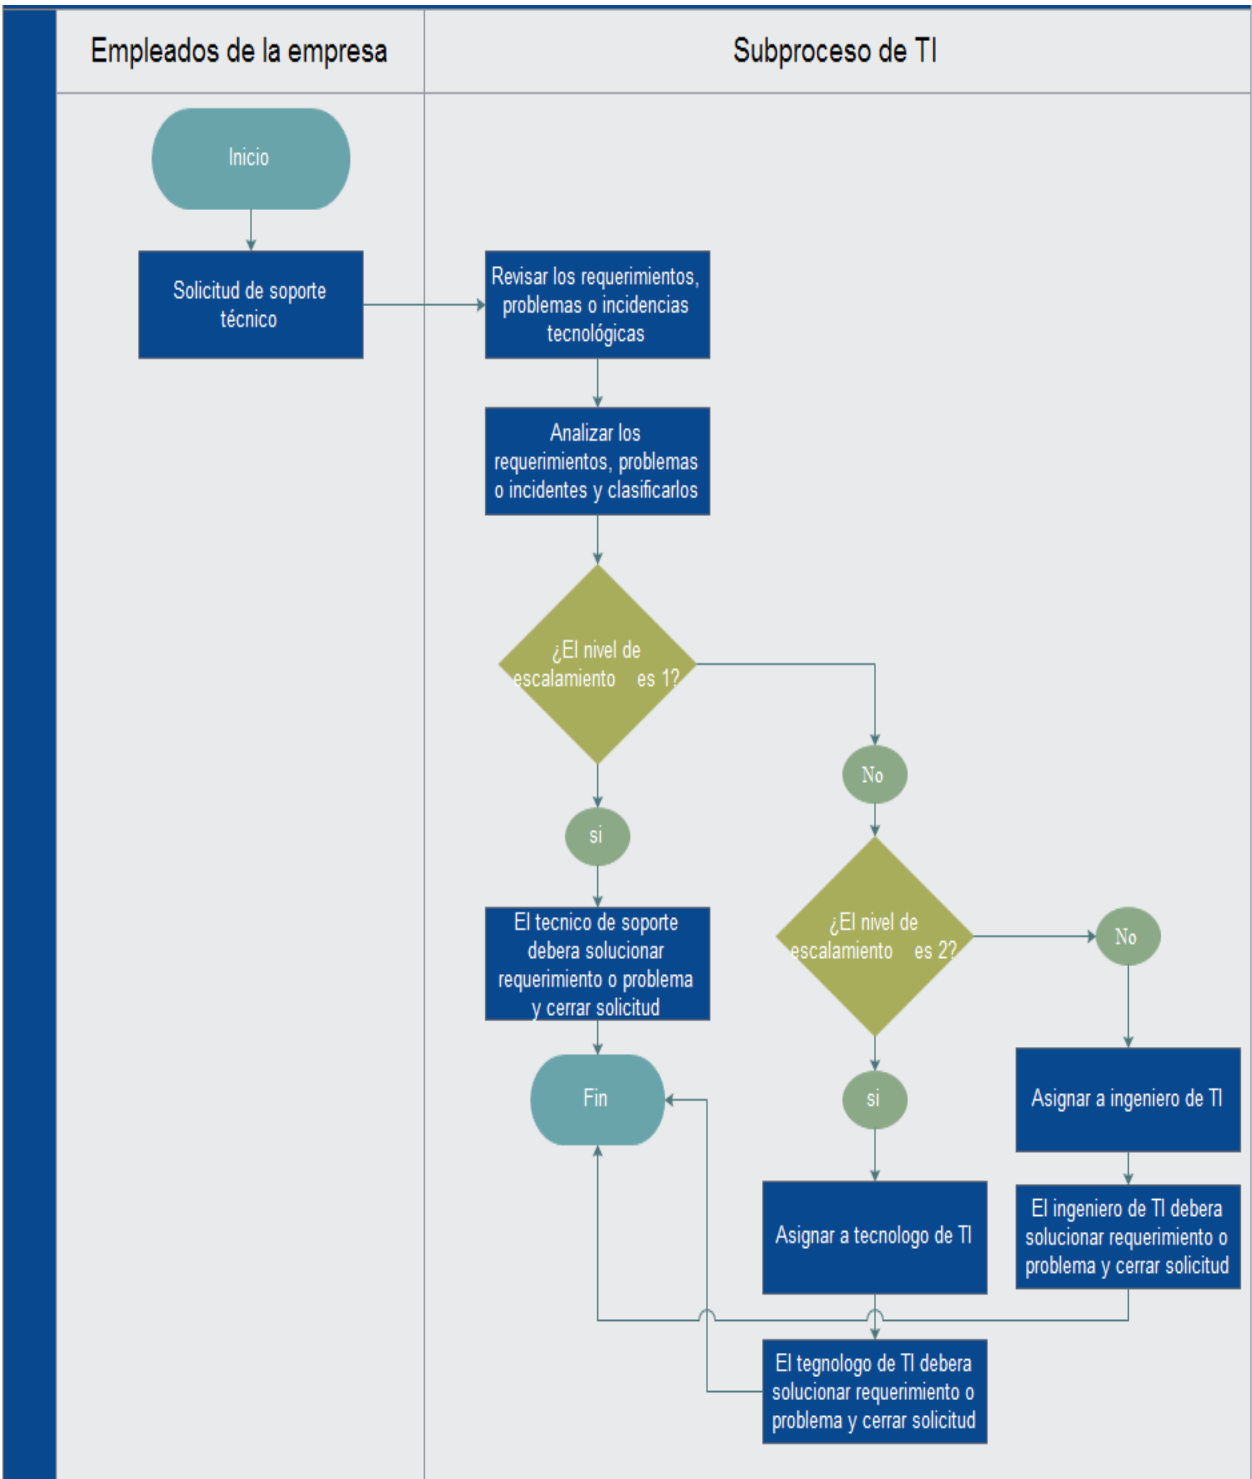 Empleados de la empresa
Subproceso de TI
Inicio
Solicitud de soporte
técnico
Revisar los requerimientos,
problemas o incidencias
tecnológicas
Analizar los
requerimientos, problemas
o incidentes y clasificarlos
¿El nivel de
escalamiento es 1?
No
si
El tecnico de soporte
debera solucionar
requerimiento o problema
y cerrar solicitud
¿El nivel de
escalamiento es 2?
No
Fin
si
Asignar a ingeniero de TI
Asignar a tecnologo de TI
El ingeniero de TI debera
solucionar requerimiento o
problema y cerrar solicitud
El tegnologo de TI debera
solucionar requerimiento o
problema y cerrar solicitud